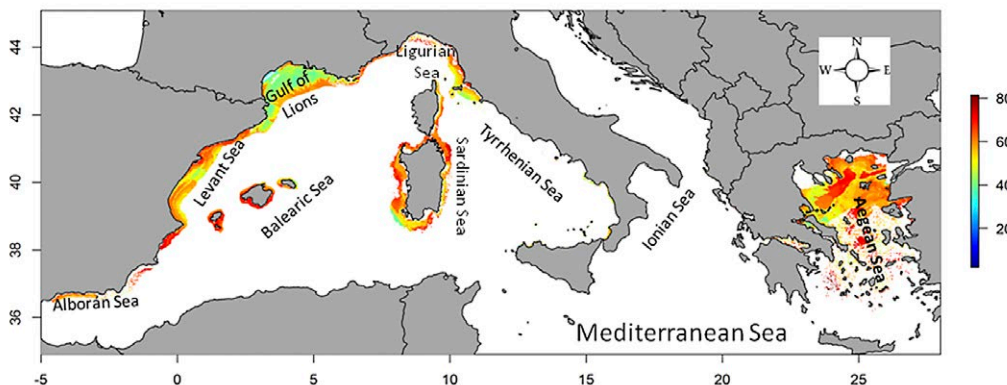 44
42
40
38
36
-5
0
5
10
15
20
25
Ligurian
Sea
Gulf of
Lions
Levant Sea
Balearic Sea
Sardinian Sea
Tyrrhenian Sea
Ionian Sea
Aegean Sea
Alboran Sea
Mediterranean Sea
N
W
E
S
80
60
40
20